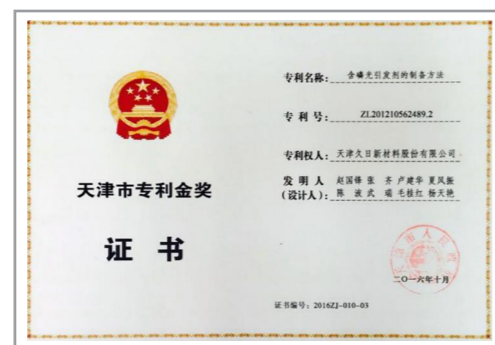 天津市专利金奖
证 书
专利名称：含磷光引发剂的制备方法
专 利 号：ZL201210562489.2
专利权人：天津久日新材料股份有限公司
发 明 人 赵国锋 张 齐 卢建华 夏凤振
（设计人）：陈 波 武 瑞 毛桂红 杨天艳
二〇一六年十月
证书编号：2016ZJ-010-03